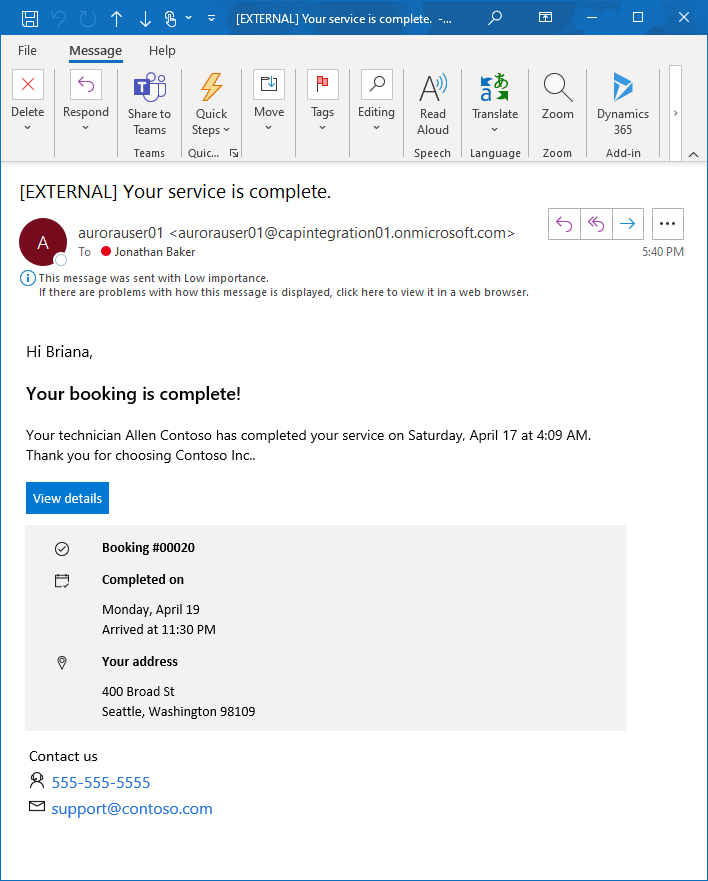 [EXTERNAL] Your service is complete. -...
File Message Help
Delete
Respond
Share to
Teams
Quick
Steps
Move
Tags
Editing
Read
Aloud
Translate
Zoom
Dynamics
365
Teams
Quic...
Speech
Language
Zoom
Add-in
[EXTERNAL] Your service is complete.
A
aurorauser01 <aurorauser01@capintegration01.onmicrosoft.com>
To Jonathan Baker
5:40 PM
This message was sent with Low importance.
If there are problems with how this message is displayed, click here to view it in a web browser.
Hi Briana,
Your booking is complete!
Your technician Allen Contoso has completed your service on Saturday, April 17 at 4:09 AM.
Thank you for choosing Contoso Inc..
View details
Booking #00020
Completed on
Monday, April 19
Arrived at 11:30 PM
Your address
400 Broad St
Seattle, Washington 98109
Contact us
555-555-5555
support@contoso.com